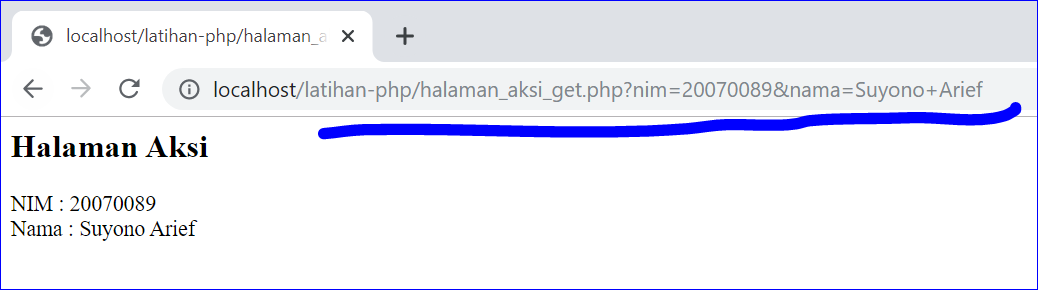 localhost/latihan-php/halaman_a
localhost/latihan-php/halaman_aksi_get.php?nim=20070089&nama=Suyono+Arief
Halaman Aksi
NIM : 20070089
Nama : Suyono Arief